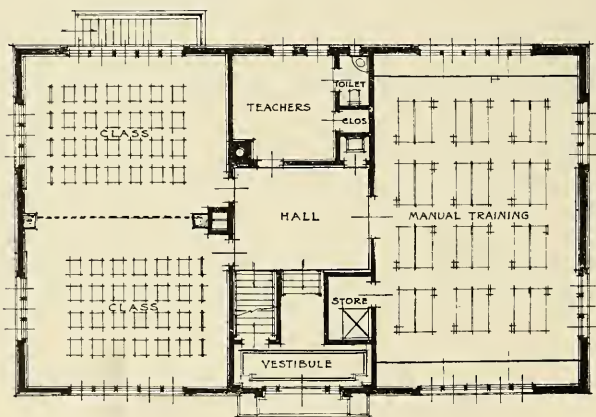 TOILET
TEACHERS
CLOS
CLASS
HALL
MANUAL TRAINING
STORE
CLASS
VESTIBULE